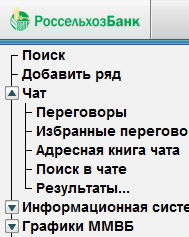 РоссельхозБанк
Поиск
Добавить ряд
Чат
Переговоры
Избранные перегово
Адресная книга чата
Поиск в чате
Результаты...
Информационная систе
Графики ММВБ